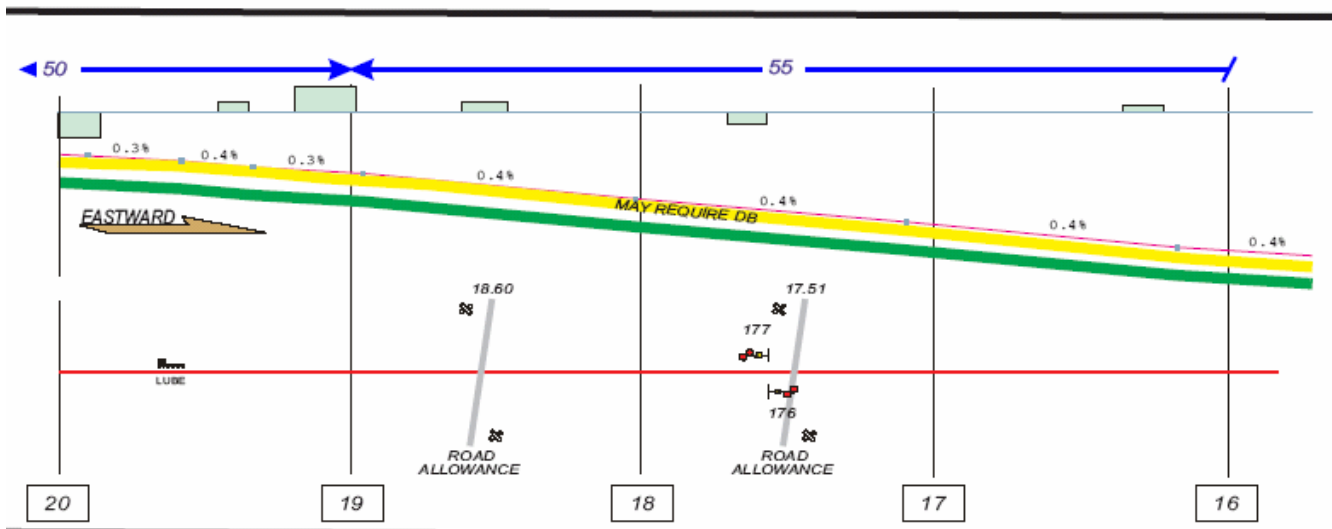 50
55
0.3%
0.4%
0.3%
0.4%
0.4%
0.4%
0.4%
MAY REQUIRE DB
EASTWARD
18.60
17.51
177
LUBE
176
ROAD
ALLOWANCE
ROAD
ALLOWANCE
20
19
18
17
16